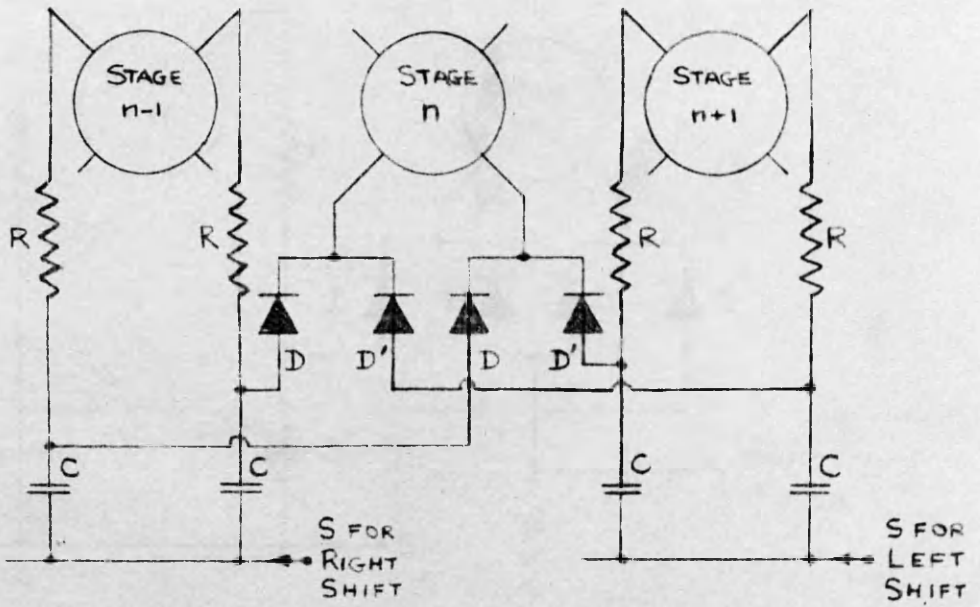 STAGE
n-1
STAGE
n
STAGE
n+1
R
R
R
R
D
D'
D
D'
C
C
C
C
S FOR
RIGHT
SHIFT
S FOR
LEFT
SHIFT